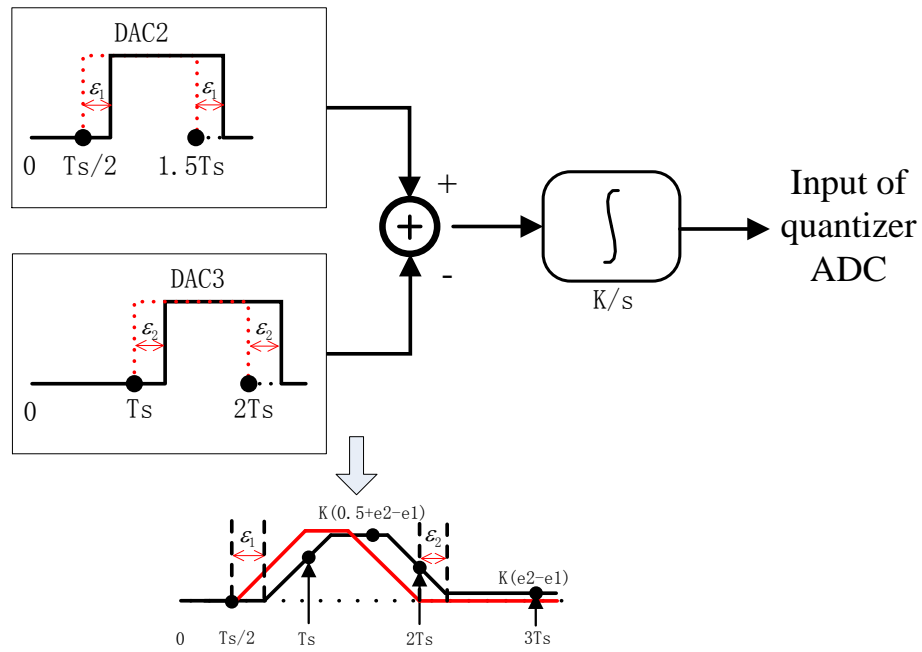 DAC2
ε₁ ε₁
0 Ts/2 1.5Ts
+
+
-
K/s
Input of
quantizer
ADC
DAC3
ε₂ ε₂
0 Ts 2Ts
K(0.5+e2-e1)
ε₁ ε₂
K(e2-e1)
0 Ts/2 Ts 2Ts 3Ts